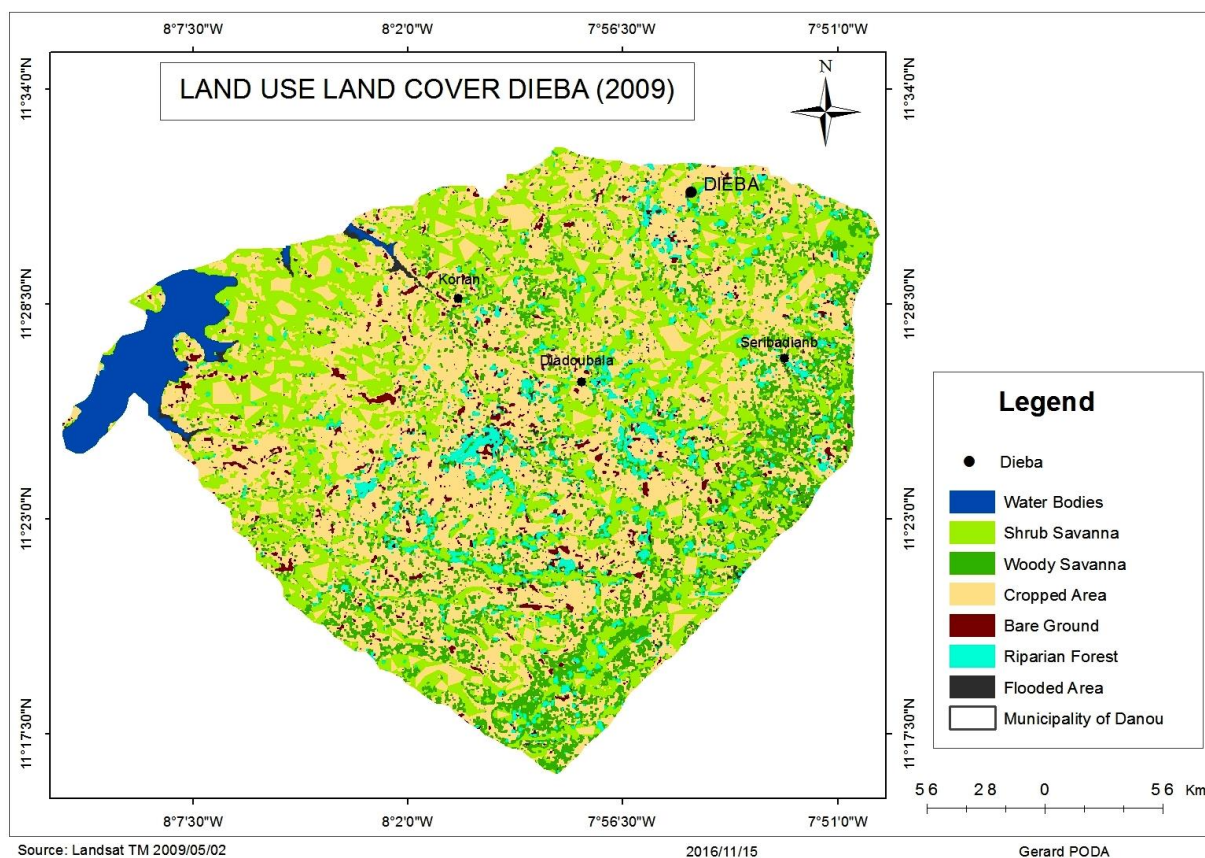 8°7'30"W 8°2'0"W 7°56'30"W 7°51'0"W
LAND USE LAND COVER DIEBA (2009)
N
11°34'0"N 11°34'0"N
DIEBA
11°28'30"N 11°28'30"N
Korian
Seribadianb
Diadoubala
Legend
Dieba
Water Bodies
Shrub Savanna
Woody Savanna
Cropped Area
Bare Ground
Riparian Forest
Flooded Area
Municipality of Danou
11°23'0"N 11°23'0"N
11°17'30"N 11°17'30"N
5 6 2 8 0 5 6 Km
8°7'30"W 8°2'0"W 7°56'30"W 7°51'0"W
Source: Landsat TM 2009/05/02 2016/11/15 Gerard PODA